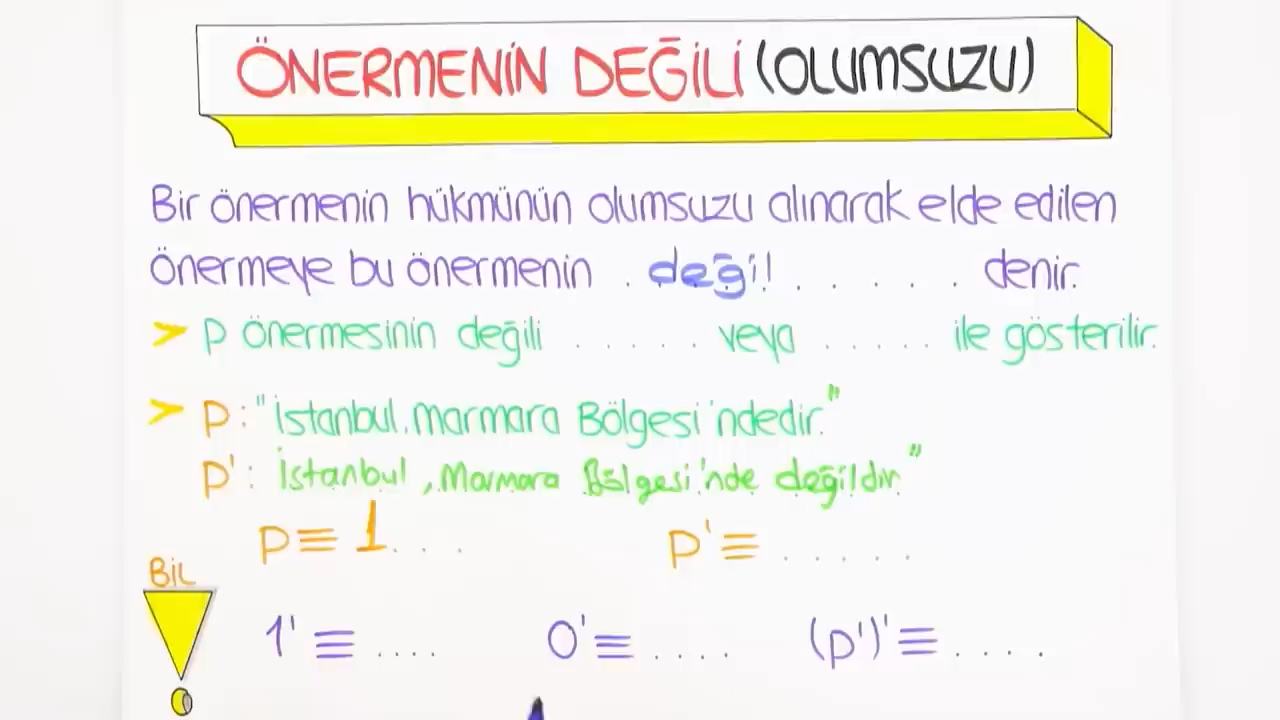 ÖNERMENİN DEĞİLİ (OLUMSUZU)
Bir önermenin hükmünün olumsuzu alınarak elde edilen
önermeye bu önermenin . değil . . . . . denir.
> p önermesinin değili . . . . . veya . . . . . ile gösterilir.
> p: "İstanbul, Marmara Bölgesi'ndedir."
p': İstanbul, Marmara Bölgesi'nde değildir."
p ≡ 1 . . . . p' ≡ . . . . . .
BİL
1' ≡ . . . . 0' ≡ . . . . (p')' ≡ . . . .